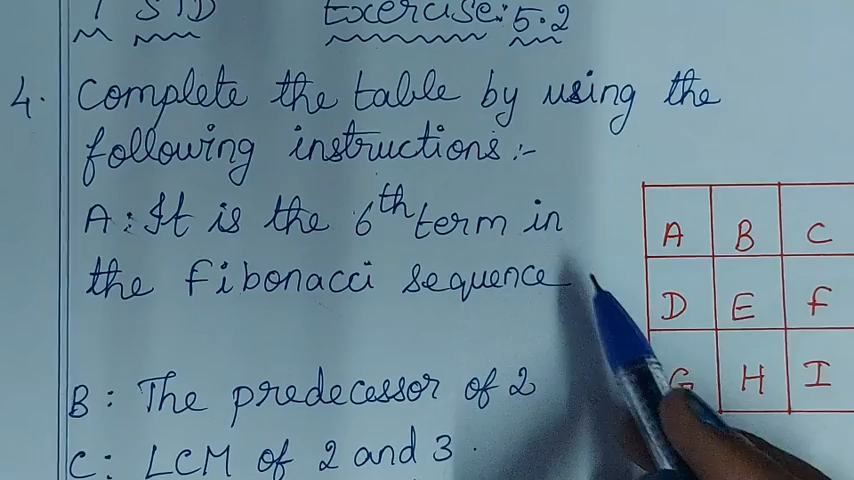 STD Exercise: 5.2
4. Complete the table by using the
following instructions :-
A: It is the 6th term in
the Fibonacci sequence
B: The predecessor of 2
C: LCM of 2 and 3.
A B C
D E F
G H I